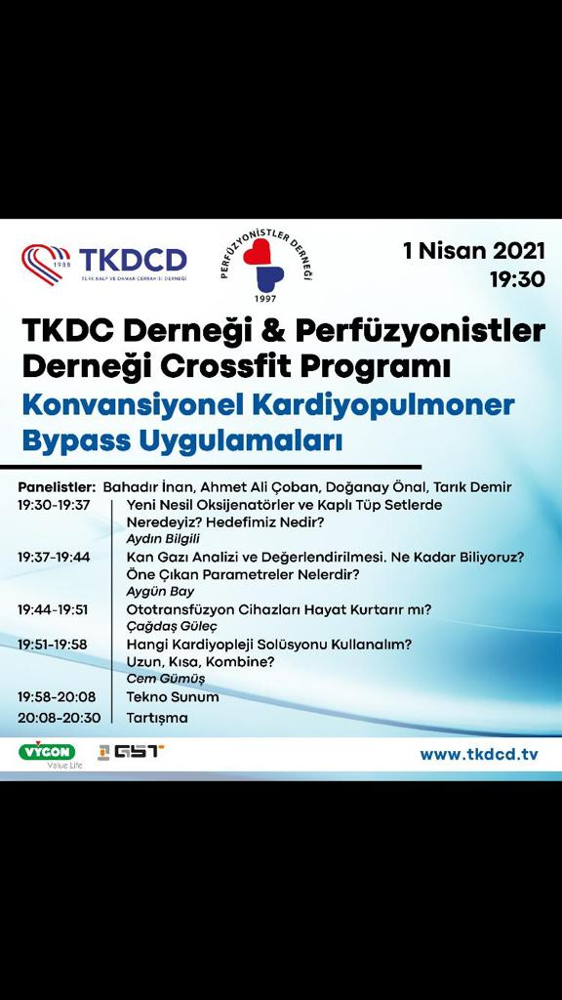 1988
TKDCD
TÜRK KALP VE DAMAR CERRAHİSİ DERNEĞİ
PERFÜZYONİSTLER DERNEĞİ
1997
1 Nisan 2021
19:30
TKDC Derneği & Perfüzyonistler
Derneği Crossfit Programı
Konvansiyonel Kardiyopulmoner
Bypass Uygulamaları
Panelistler: Bahadır İnan, Ahmet Ali Çoban, Doğanay Önal, Tarık Demir
19:30-19:37 Yeni Nesil Oksijenatörler ve Kaplı Tüp Setlerde
Neredeyiz? Hedefimiz Nedir?
Aydın Bilgili
19:37-19:44 Kan Gazı Analizi ve Değerlendirilmesi. Ne Kadar Biliyoruz?
Öne Çıkan Parametreler Nelerdir?
Aygün Bay
19:44-19:51 Ototransfüzyon Cihazları Hayat Kurtarır mı?
Çağdaş Güleç
19:51-19:58 Hangi Kardiyopleji Solüsyonu Kullanalım?
Uzun, Kısa, Kombine?
Cem Gümüş
19:58-20:08 Tekno Sunum
20:08-20:30 Tartışma
VYGON
Value Life
GST
www.tkdcd.tv